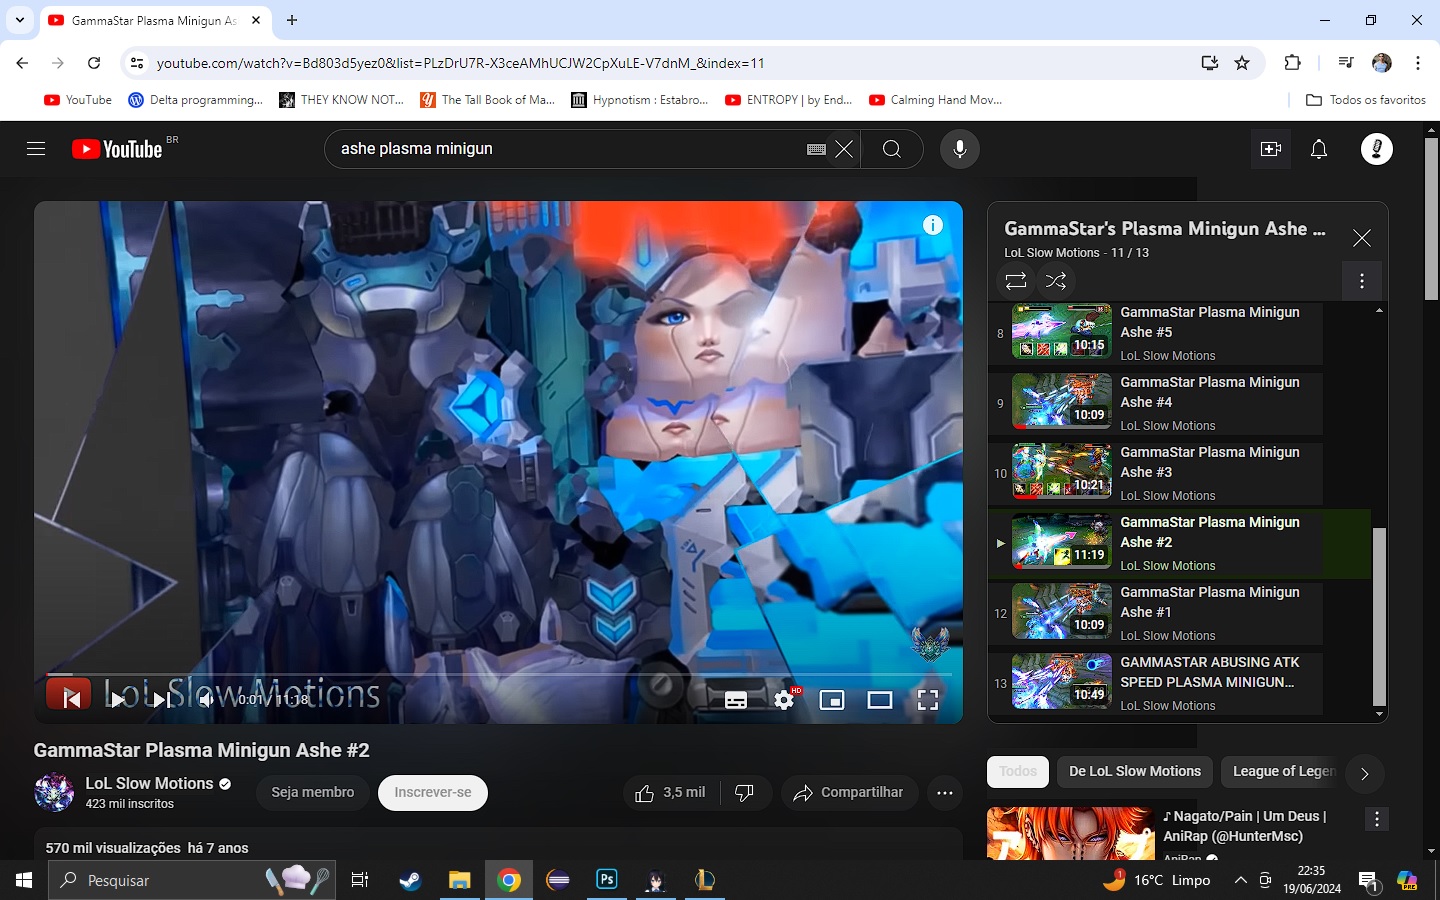 GammaStar Plasma Minigun As
youtube.com/watch?v=Bd803d5yez0&list=PLzDrU7R-X3ceAMhUCJW2CpXuLE-V7dnM_&index=11
YouTube
Delta programming...
THEY KNOW NOT...
The Tall Book of Ma...
Hypnotism : Estabro...
ENTROPY | by End...
Calming Hand Mov...
Todos os favoritos
YouTube BR
ashe plasma minigun
GammaStar's Plasma Minigun Ashe ...
LoL Slow Motions - 11 / 13
8
10:15
GammaStar Plasma Minigun
Ashe #5
LoL Slow Motions
9
10:09
GammaStar Plasma Minigun
Ashe #4
LoL Slow Motions
10
10:21
GammaStar Plasma Minigun
Ashe #3
LoL Slow Motions
11:19
GammaStar Plasma Minigun
Ashe #2
LoL Slow Motions
12
10:09
GammaStar Plasma Minigun
Ashe #1
LoL Slow Motions
13
10:49
GAMMASTAR ABUSING ATK
SPEED PLASMA MINIGUN...
LoL Slow Motions
LoL Slow Motions
0:01 / 11:18
HD
GammaStar Plasma Minigun Ashe #2
LoL Slow Motions
423 mil inscritos
Seja membro
Inscrever-se
3,5 mil
Compartilhar
570 mil visualizações há 7 anos
Todos
De LoL Slow Motions
League of Legen
♪ Nagato/Pain | Um Deus |
AniRap (@HunterMsc)
AniRap
Pesquisar
Ps
1
16°C Limpo
22:35
19/06/2024
1
PRE